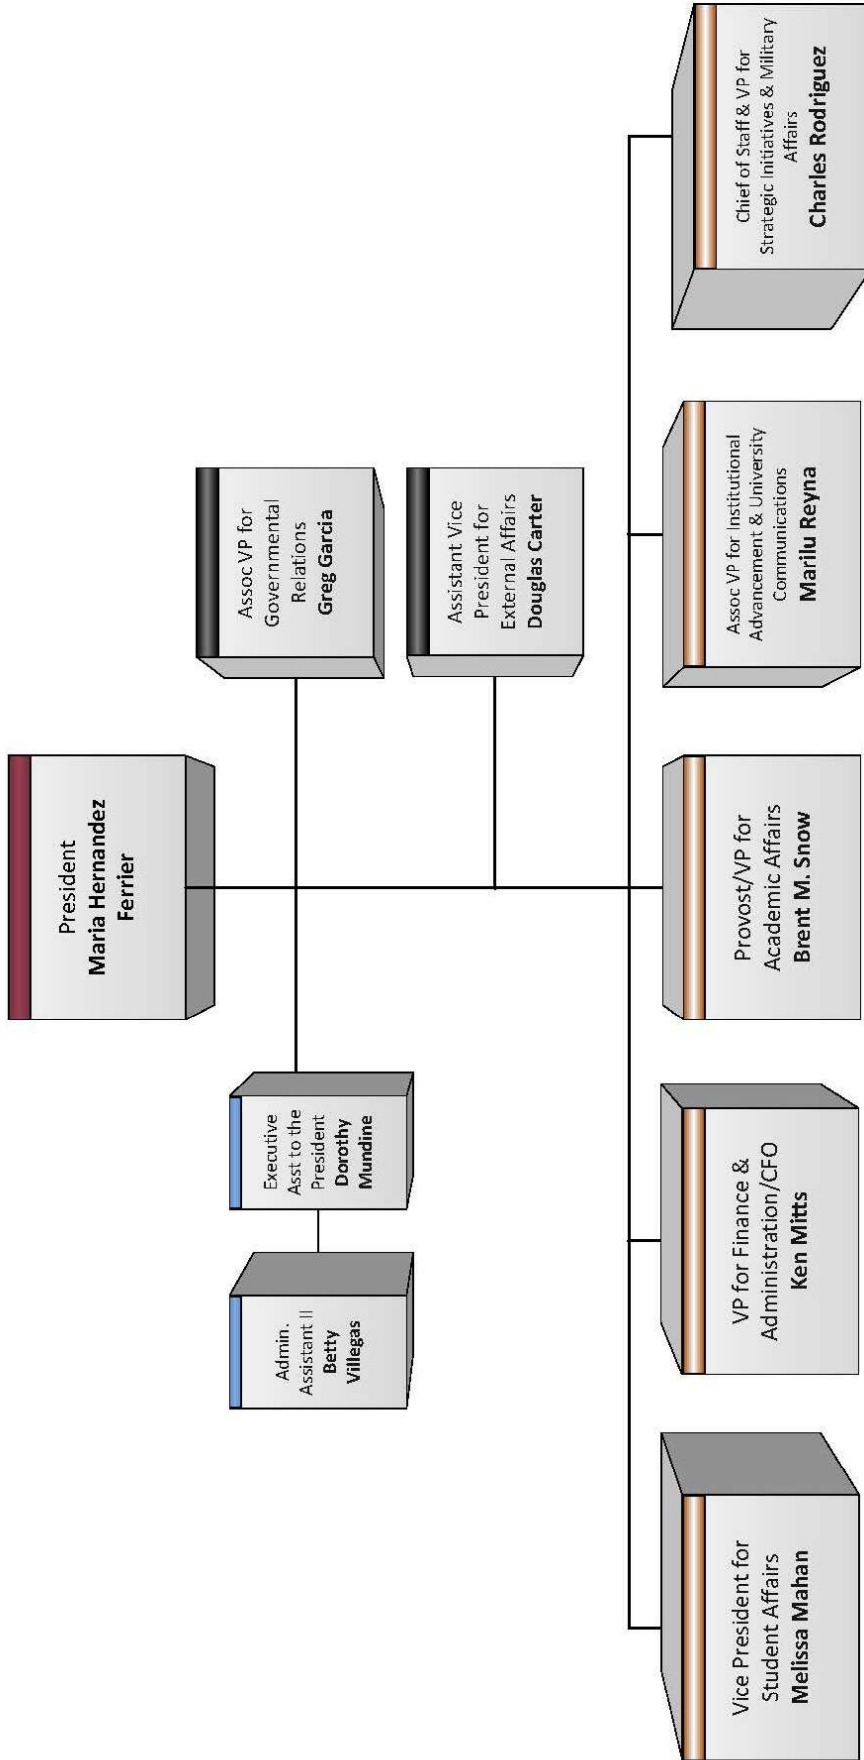 President
Maria Hernandez
Ferrier
Admin.
Assistant II
Betty
Villegas
Executive
Asst to the
President
Dorothy
Mundine
Assoc VP for
Governmental
Relations
Greg Garcia
Assistant Vice
President for
External Affairs
Douglas Carter
Vice President for
Student Affairs
Melissa Mahan
VP for Finance &
Administration/CFO
Ken Mitts
Provost/VP for
Academic Affairs
Brent M. Snow
Assoc VP for Institutional
Advancement & University
Communications
Marilu Reyna
Chief of Staff & VP for
Strategic Initiatives & Military
Affairs
Charles Rodriguez